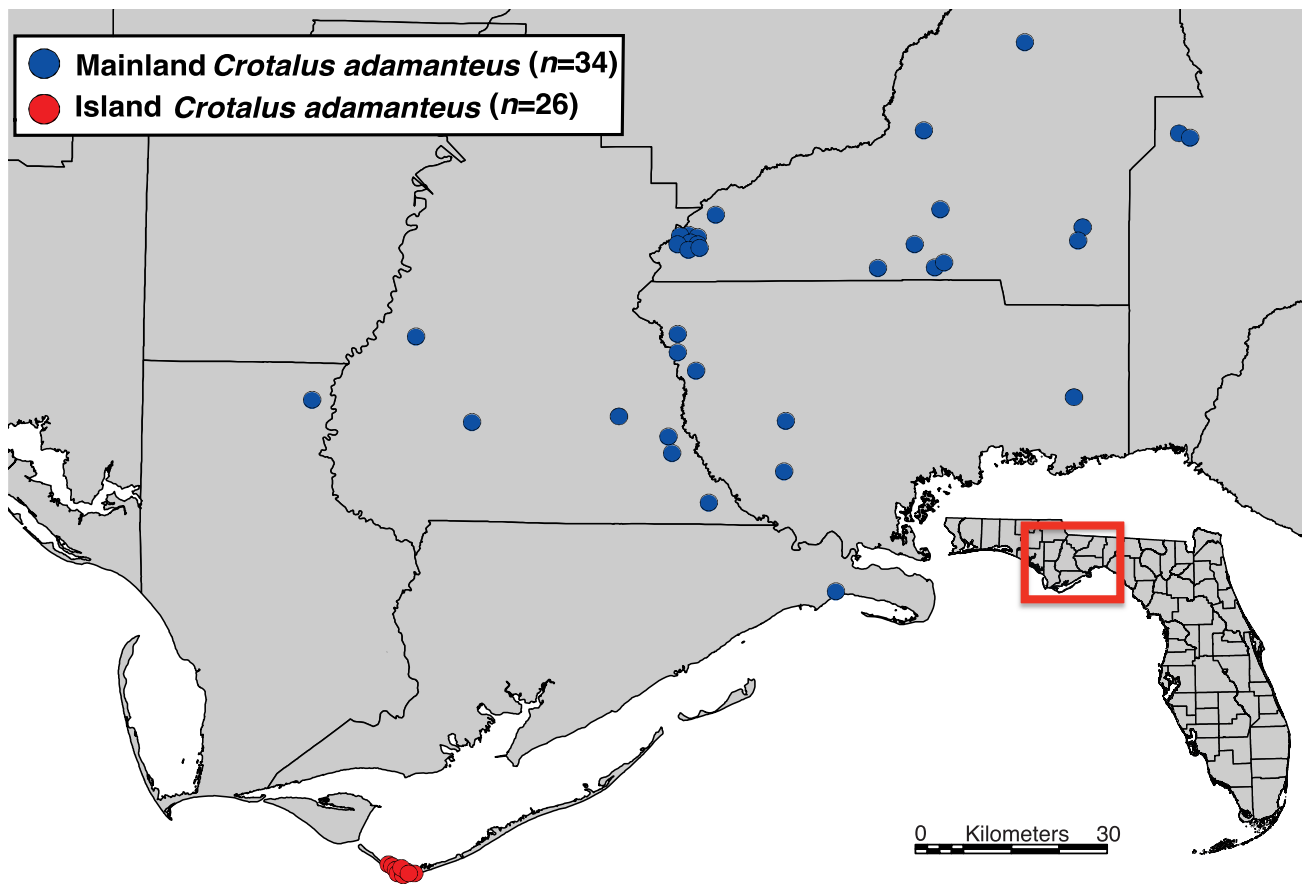 Mainland Crotalus adamanteus (n=34)
Island Crotalus adamanteus (n=26)
0 Kilometers 30